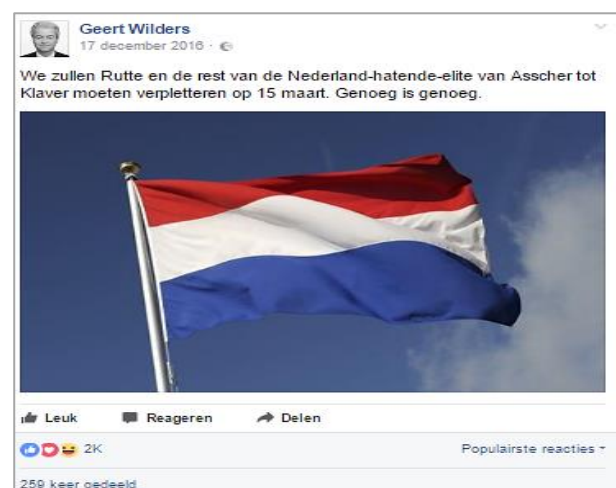 Geert Wilders
17 december 2016 ·
We zullen Rutte en de rest van de Nederland-hatende-elite van Asscher tot
Klaver moeten verpletteren op 15 maart. Genoeg is genoeg.
Leuk Reageren Delen
2K Populairste reacties
259 keer gedeeld